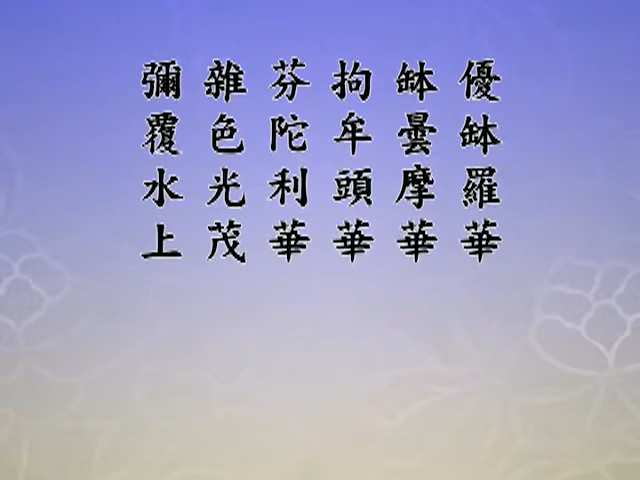 優鉢羅華
鉢曇摩華
拘牟頭華
芬陀利華
雜色光茂
彌覆水上